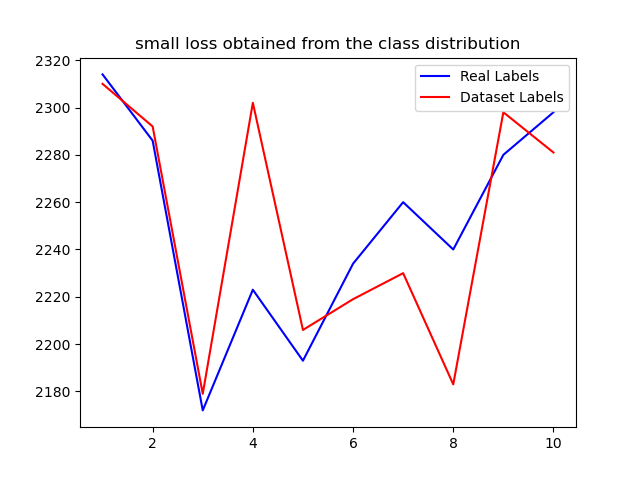 small loss obtained from the class distribution
Real Labels
Dataset Labels
2320
2300
2280
2260
2240
2220
2200
2180
2 4 6 8 10